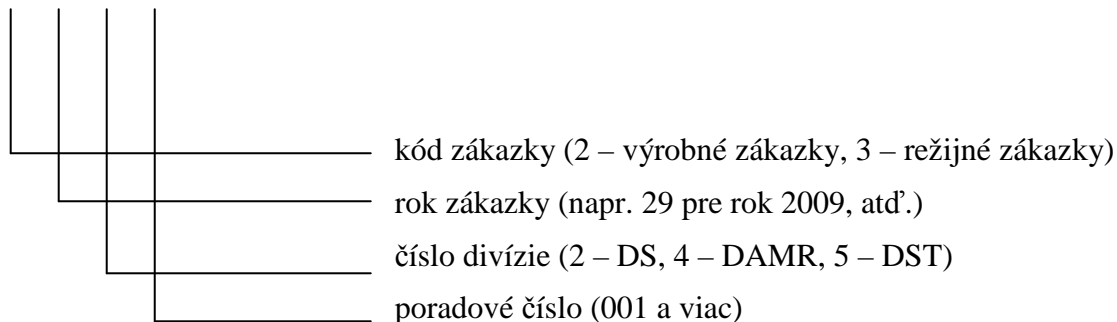 kód zákazky (2 – výrobné zákazky, 3 – režijné zákazky)
rok zákazky (napr. 29 pre rok 2009, atď.)
číslo divízie (2 – DS, 4 – DAMR, 5 – DST)
poradové číslo (001 a viac)